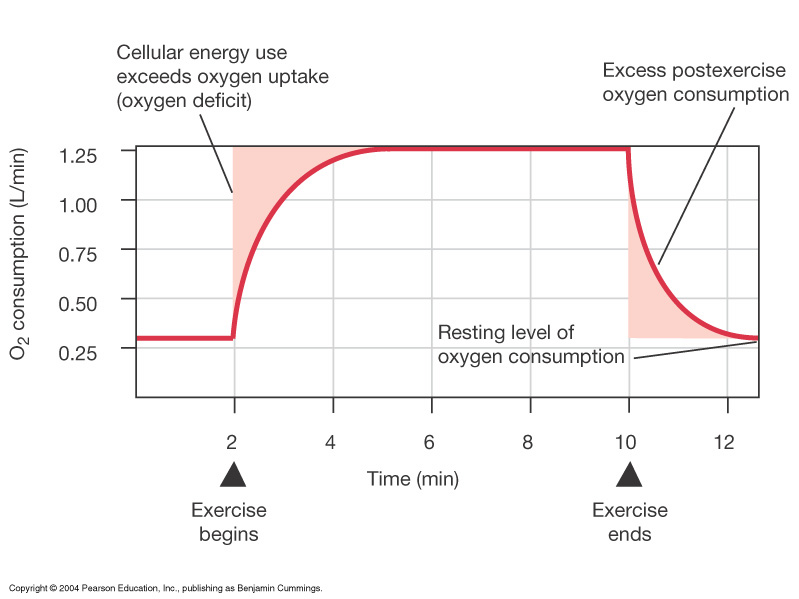 Cellular energy use
exceeds oxygen uptake
(oxygen deficit)
Excess postexercise
oxygen consumption
O2 consumption (L/min)
1.25
1.00
0.75
0.50
0.25
Resting level of
oxygen consumption
2 4 6 8 10 12
Time (min)
Exercise
begins
Exercise
ends
Copyright © 2004 Pearson Education, Inc., publishing as Benjamin Cummings.